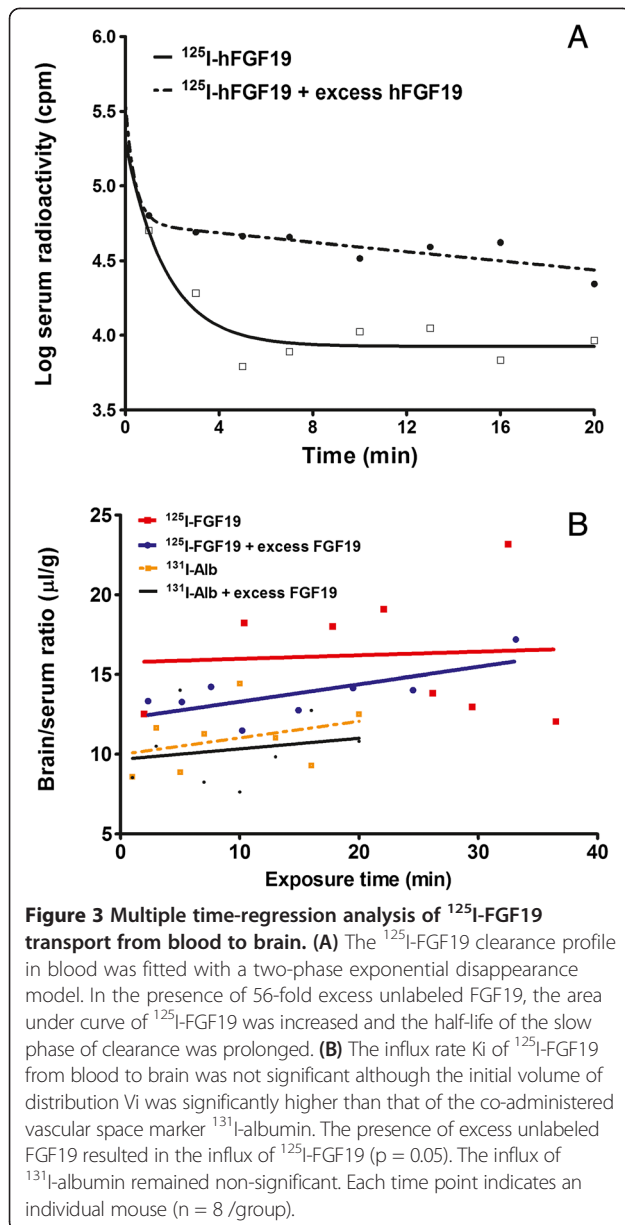 A
¹²⁵I-hFGF19
¹²⁵I-hFGF19 + excess hFGF19
Log serum radioactivity (cpm)
6.0
5.5
5.0
4.5
4.0
3.5
0 4 8 12 16 20
Time (min)
B
¹²⁵I-FGF19
¹²⁵I-FGF19 + excess FGF19
¹³¹I-Alb
¹³¹I-Alb + excess FGF19
Brain/serum ratio (µl/g)
25
20
15
10
5
0 10 20 30 40
Exposure time (min)
Figure 3 Multiple time-regression analysis of ¹²⁵I-FGF19
transport from blood to brain. (A) The ¹²⁵I-FGF19 clearance profile
in blood was fitted with a two-phase exponential disappearance
model. In the presence of 56-fold excess unlabeled FGF19, the area
under curve of ¹²⁵I-FGF19 was increased and the half-life of the slow
phase of clearance was prolonged. (B) The influx rate Ki of ¹²⁵I-FGF19
from blood to brain was not significant although the initial volume of
distribution Vi was significantly higher than that of the co-administered
vascular space marker ¹³¹I-albumin. The presence of excess unlabeled
FGF19 resulted in the influx of ¹²⁵I-FGF19 (p = 0.05). The influx of
¹³¹I-albumin remained non-significant. Each time point indicates an
individual mouse (n = 8 /group).